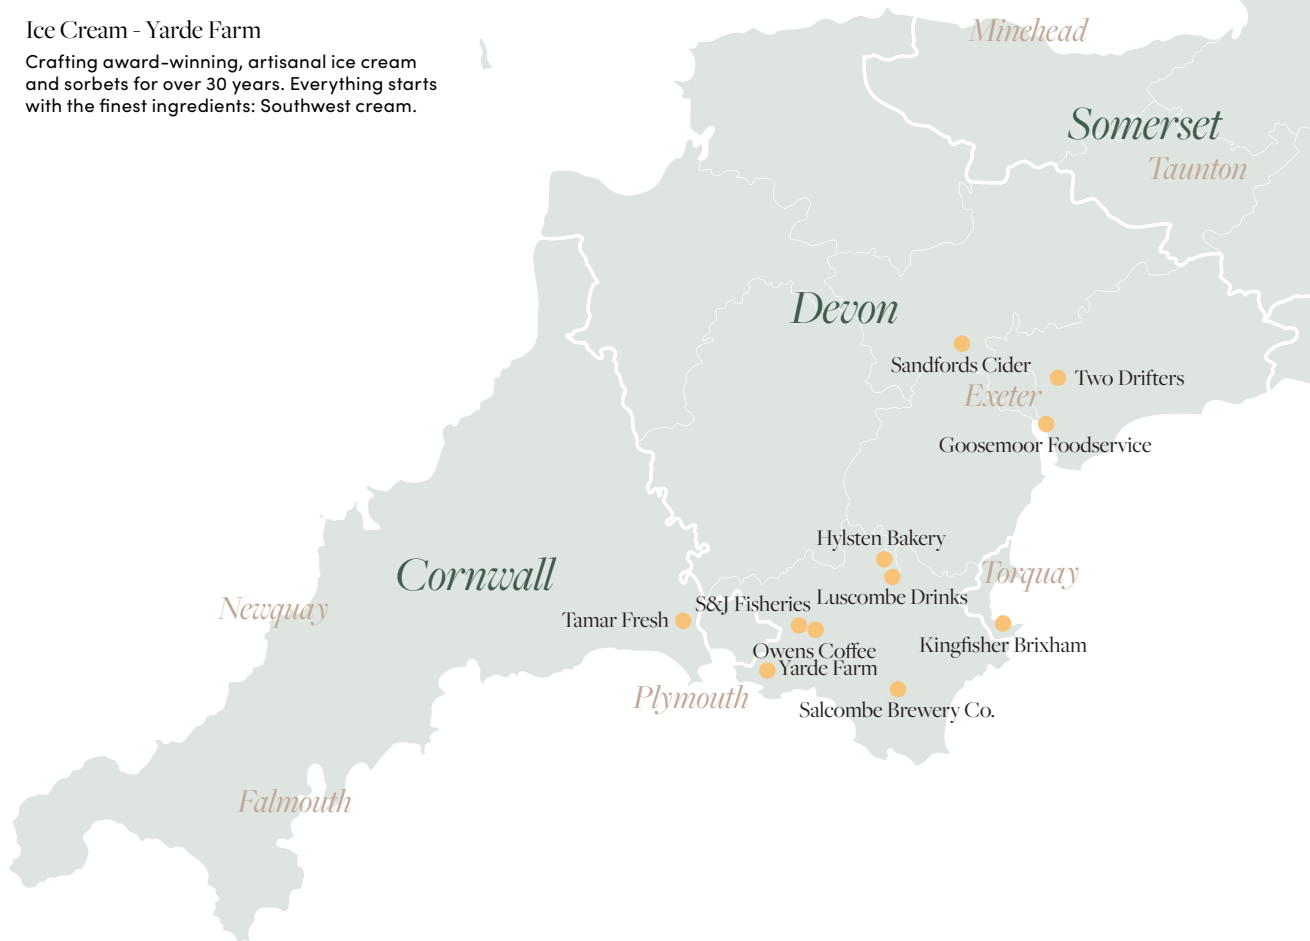 Ice Cream - Yarde Farm
Crafting award-winning, artisanal ice cream
and sorbets for over 30 years. Everything starts
with the finest ingredients: Southwest cream.
Minehead
Somerset
Taunton
Devon
Sandfords Cider
Two Drifters
Exeter
Goosemoor Foodservice
Hylsten Bakery
Cornwall
Torquay
Luscombe Drinks
S&J Fisheries
Newquay
Tamar Fresh
Kingfisher Brixham
Owens Coffee
Yarde Farm
Plymouth
Salcombe Brewery Co.
Falmouth